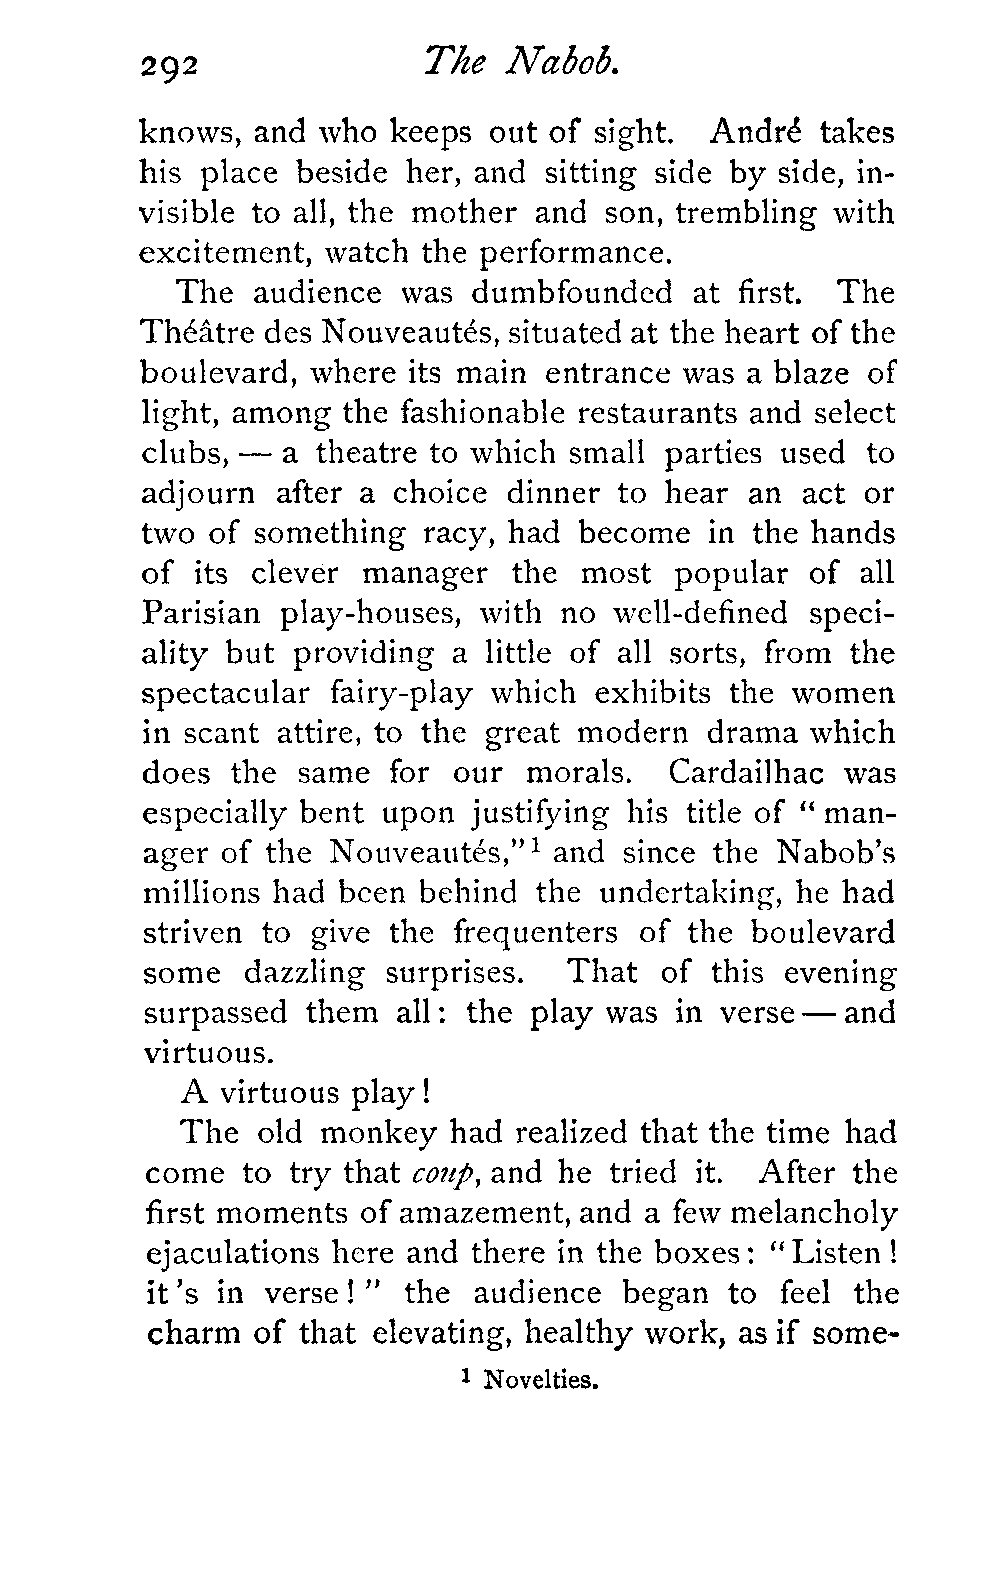 292 The Nabob.
knows, and who keeps out of sight. André takes
his place beside her, and sitting side by side, in-
visible to all, the mother and son, trembling with
excitement, watch the performance.
The audience was dumbfounded at first. The
Théâtre des Nouveautés, situated at the heart of the
boulevard, where its main entrance was a blaze of
light, among the fashionable restaurants and select
clubs, — a theatre to which small parties used to
adjourn after a choice dinner to hear an act or
two of something racy, had become in the hands
of its clever manager the most popular of all
Parisian play-houses, with no well-defined speci-
ality but providing a little of all sorts, from the
spectacular fairy-play which exhibits the women
in scant attire, to the great modern drama which
does the same for our morals. Cardailhac was
especially bent upon justifying his title of “man-
ager of the Nouveautés,”¹ and since the Nabob's
millions had been behind the undertaking, he had
striven to give the frequenters of the boulevard
some dazzling surprises. That of this evening
surpassed them all: the play was in verse — and
virtuous.
A virtuous play!
The old monkey had realized that the time had
come to try that coup, and he tried it. After the
first moments of amazement, and a few melancholy
ejaculations here and there in the boxes: “Listen!
it's in verse!” the audience began to feel the
charm of that elevating, healthy work, as if some-
¹ Novelties.